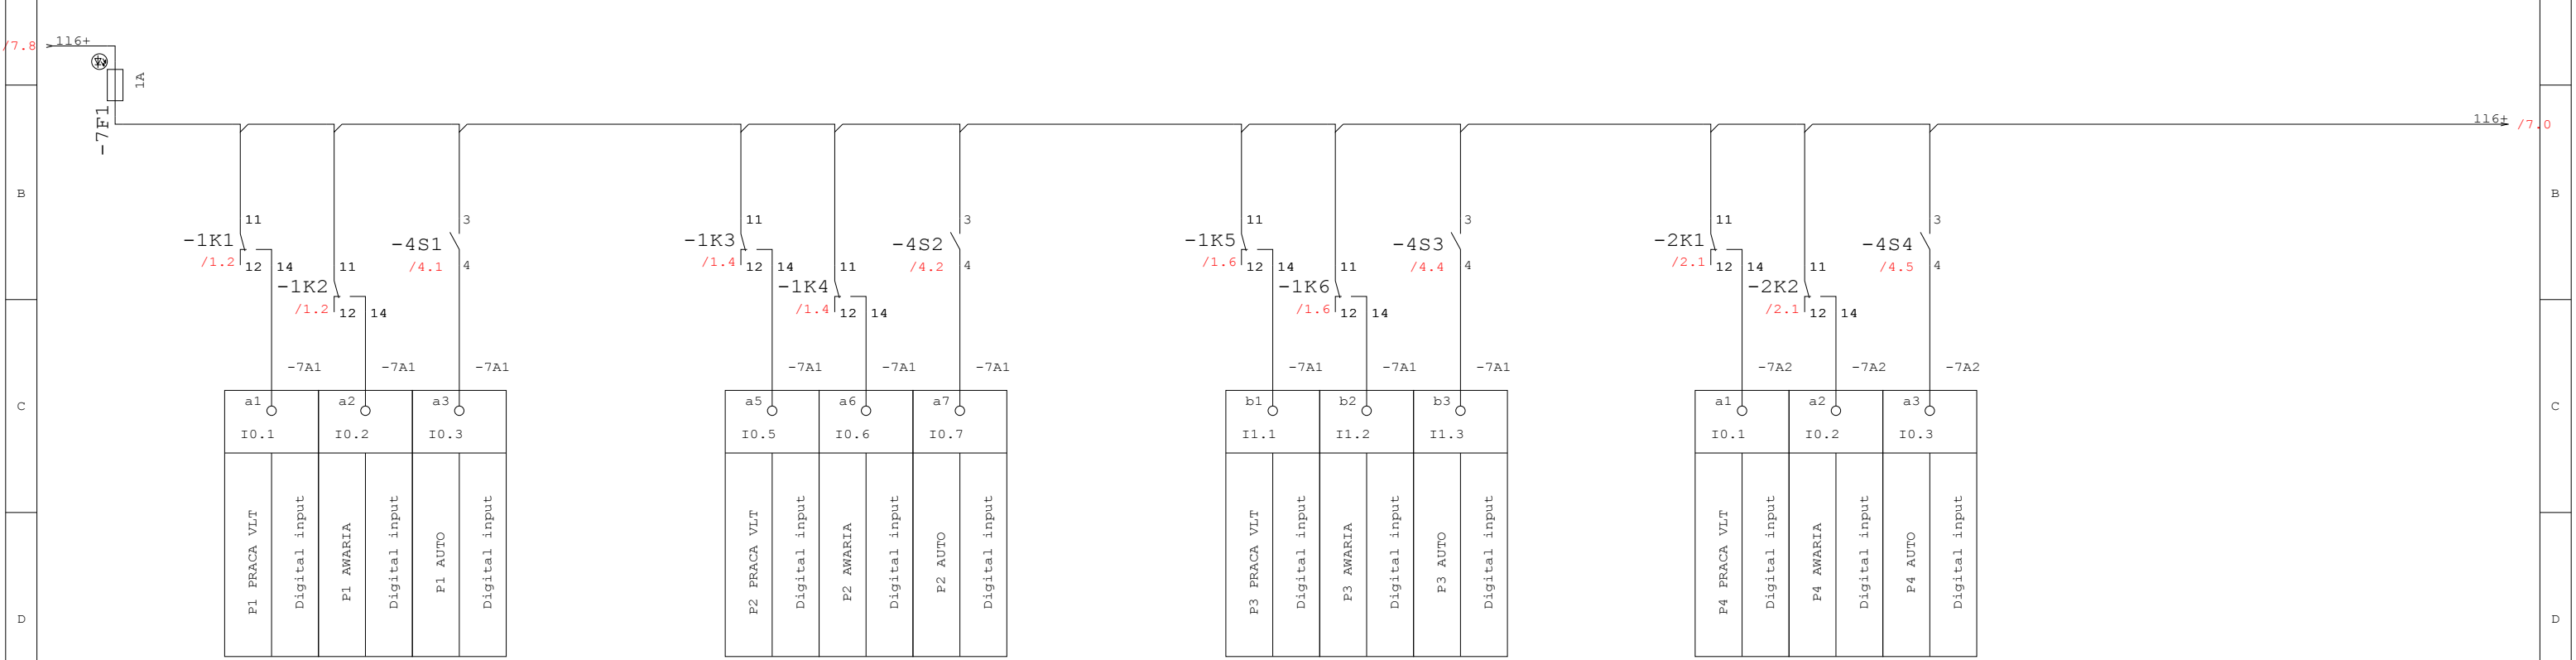 /7.8
116+
1A
-7F1
116+
/7.0
B
B
11
-1K1
/1.2
12
14
11
-1K2
/1.2
12
14
3
-4S1
/4.1
4
11
-1K3
/1.4
12
14
11
-1K4
/1.4
12
14
3
-4S2
/4.2
4
11
-1K5
/1.6
12
14
11
-1K6
/1.6
12
14
3
-4S3
/4.4
4
11
-2K1
/2.1
12
14
11
-2K2
/2.1
12
14
3
-4S4
/4.5
4
-7A1
-7A1
-7A1
-7A1
-7A1
-7A1
-7A1
-7A1
-7A1
-7A2
-7A2
-7A2
C
C
a1
a2
a3
a5
a6
a7
b1
b2
b3
a1
a2
a3
I0.1
I0.2
I0.3
I0.5
I0.6
I0.7
I1.1
I1.2
I1.3
I0.1
I0.2
I0.3
P1 PRACA VLT
Digital input
P1 AWARIA
Digital input
P1 AUTO
Digital input
P2 PRACA VLT
Digital input
P2 AWARIA
Digital input
P2 AUTO
Digital input
P3 PRACA VLT
Digital input
P3 AWARIA
Digital input
P3 AUTO
Digital input
P4 PRACA VLT
Digital input
P4 AWARIA
Digital input
P4 AUTO
Digital input
D
D